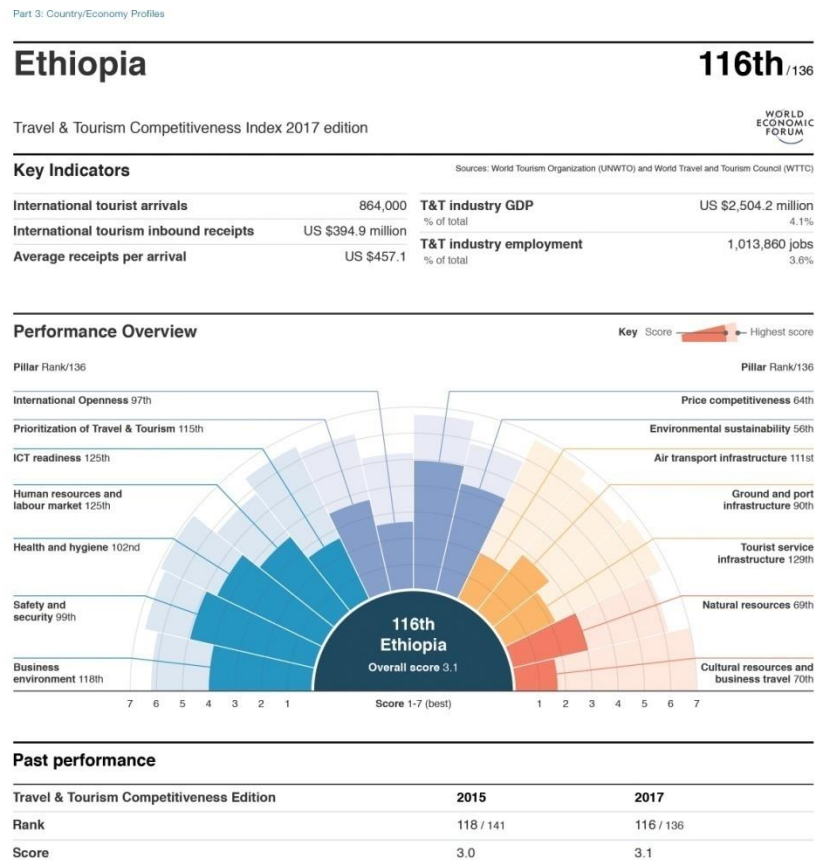 Part 3: Country/Economy Profiles
Ethiopia
116th/136
Travel & Tourism Competitiveness Index 2017 edition
WORLD
ECONOMIC
FORUM
Key Indicators
Sources: World Tourism Organization (UNWTO) and World Travel and Tourism Council (WTTC)
International tourist arrivals 864,000
International tourism inbound receipts US $394.9 million
Average receipts per arrival US $457.1
T&T industry GDP US $2,504.2 million
% of total 4.1%
T&T industry employment 1,013,860 jobs
% of total 3.6%
Performance Overview
Key Score Highest score
Pillar Rank/136
Pillar Rank/136
International Openness 97th
Prioritization of Travel & Tourism 115th
ICT readiness 125th
Human resources and
labour market 125th
Health and hygiene 102nd
Safety and
security 99th
Business
environment 118th
Price competitiveness 64th
Environmental sustainability 56th
Air transport infrastructure 111st
Ground and port
infrastructure 90th
Tourist service
infrastructure 129th
Natural resources 69th
Cultural resources and
business travel 70th
116th
Ethiopia
Overall score 3.1
7 6 5 4 3 2 1 Score 1-7 (best) 1 2 3 4 5 6 7
Past performance
Travel & Tourism Competitiveness Edition 2015 2017
Rank 118 / 141 116 / 136
Score 3.0 3.1